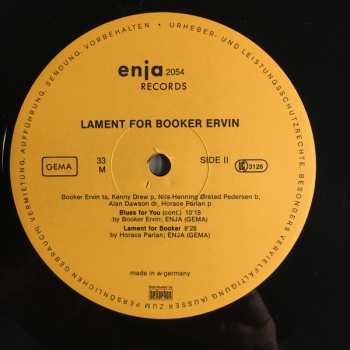 URHEBER- UND LEISTUNGSSCHUTZRECHTE, BESONDERS VERVIELFÄLTIGUNG (AUSSER ZUM PERSÖNLICHEN GEBRAUCH), VERMIETUNG, AUFFÜHRUNG, SENDUNG, VORBEHALTEN •
enja 2054
RECORDS
LAMENT FOR BOOKER ERVIN
GEMA
33
M
SIDE II
LC
3126
Booker Ervin ts, Kenny Drew p, Nils-Henning Ørsted Pedersen b,
Alan Dawson dr, Horace Parlan p
Blues for You (cont.) 10'18
by Booker Ervin; ENJA (GEMA)
Lament for Booker 8'28
by Horace Parlan; ENJA (GEMA)
made in w-germany